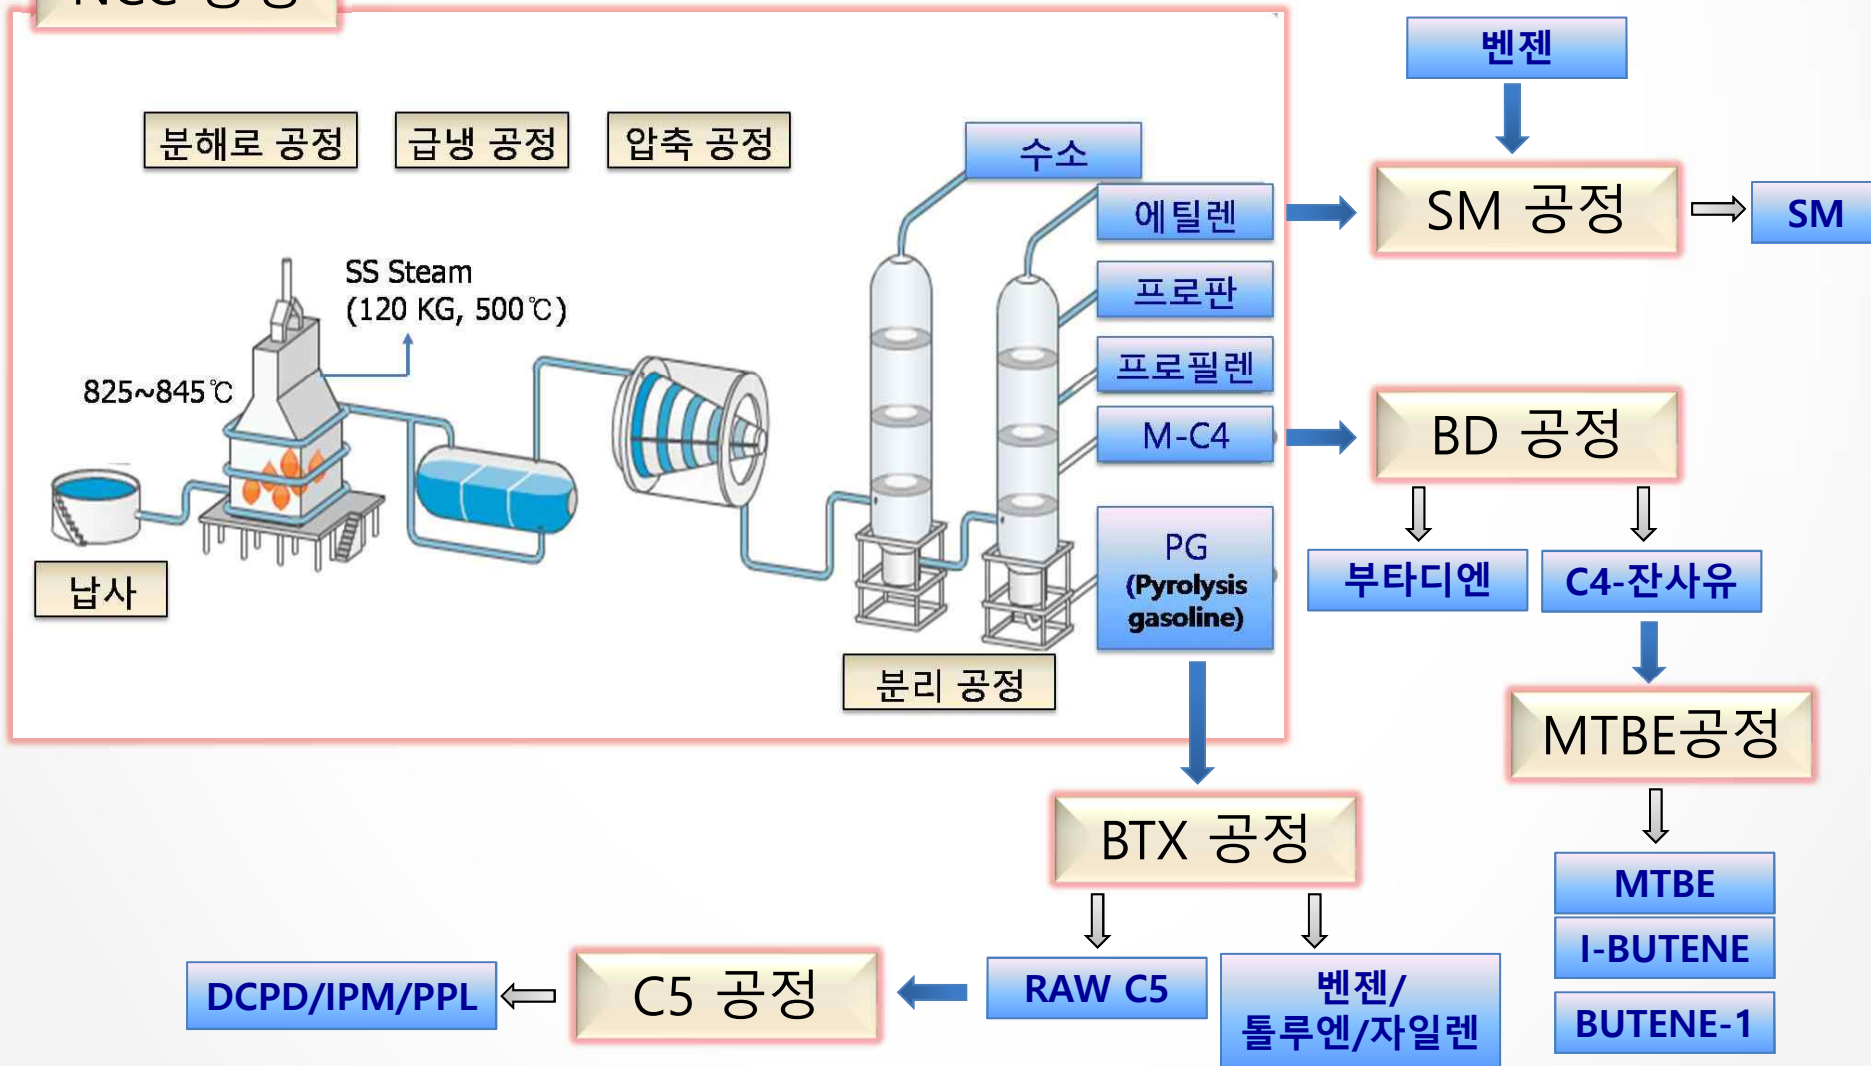 NCC 공정
벤젠
분해로 공정
급냉 공정
압축 공정
수소
에틸렌
SM 공정
SM
SS Steam
(120 KG, 500℃)
프로판
825~845℃
프로필렌
M-C4
BD 공정
PG
(Pyrolysis
gasoline)
납사
부타디엔
C4-잔사유
분리 공정
MTBE공정
BTX 공정
MTBE
I-BUTENE
BUTENE-1
DCPD/IPM/PPL
C5 공정
RAW C5
벤젠/
톨루엔/자일렌